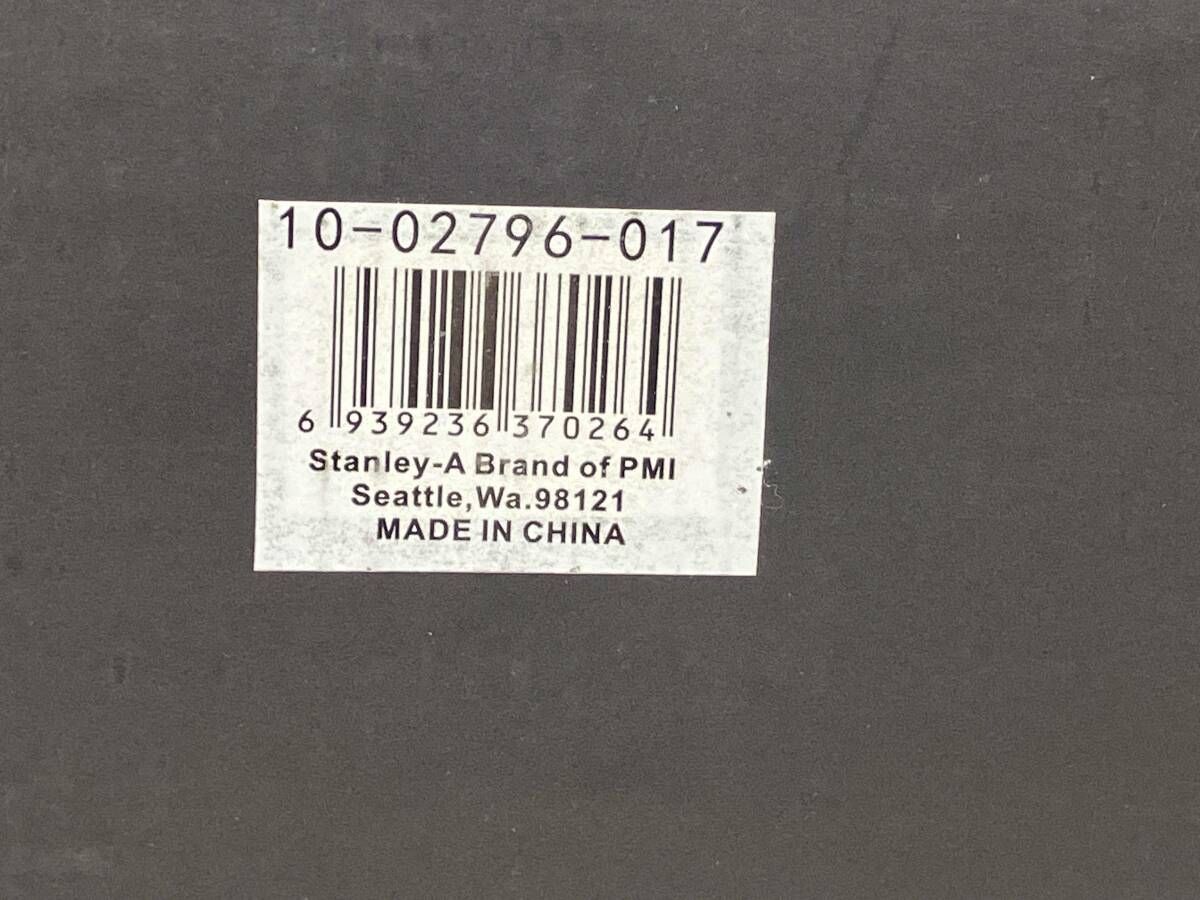 10-02796-017
6 939236 370264
Stanley-A Brand of PMI
Seattle,Wa.98121
MADE IN CHINA